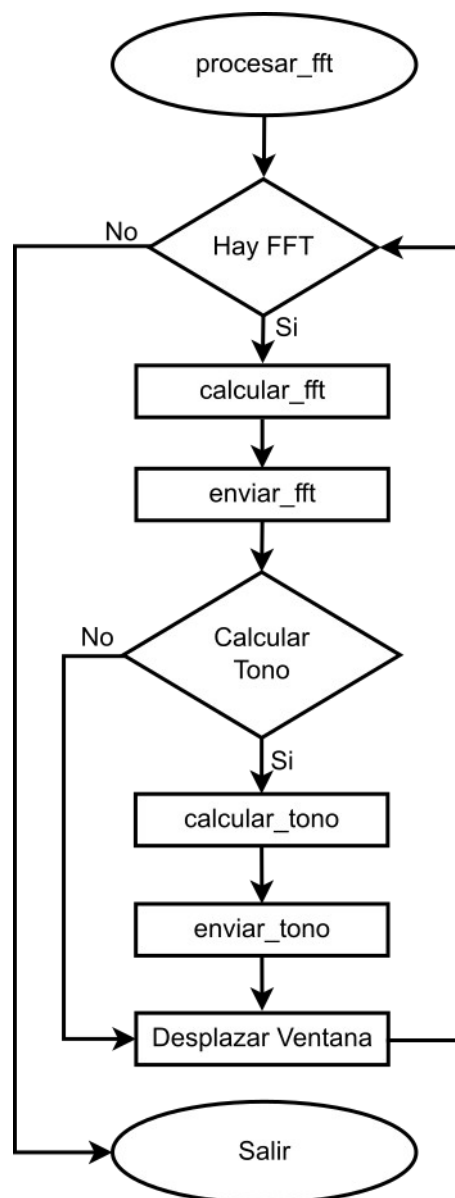 procesar_fft
No
Hay FFT
Si
calcular_fft
enviar_fft
No
Calcular
Tono
Si
calcular_tono
enviar_tono
Desplazar Ventana
Salir